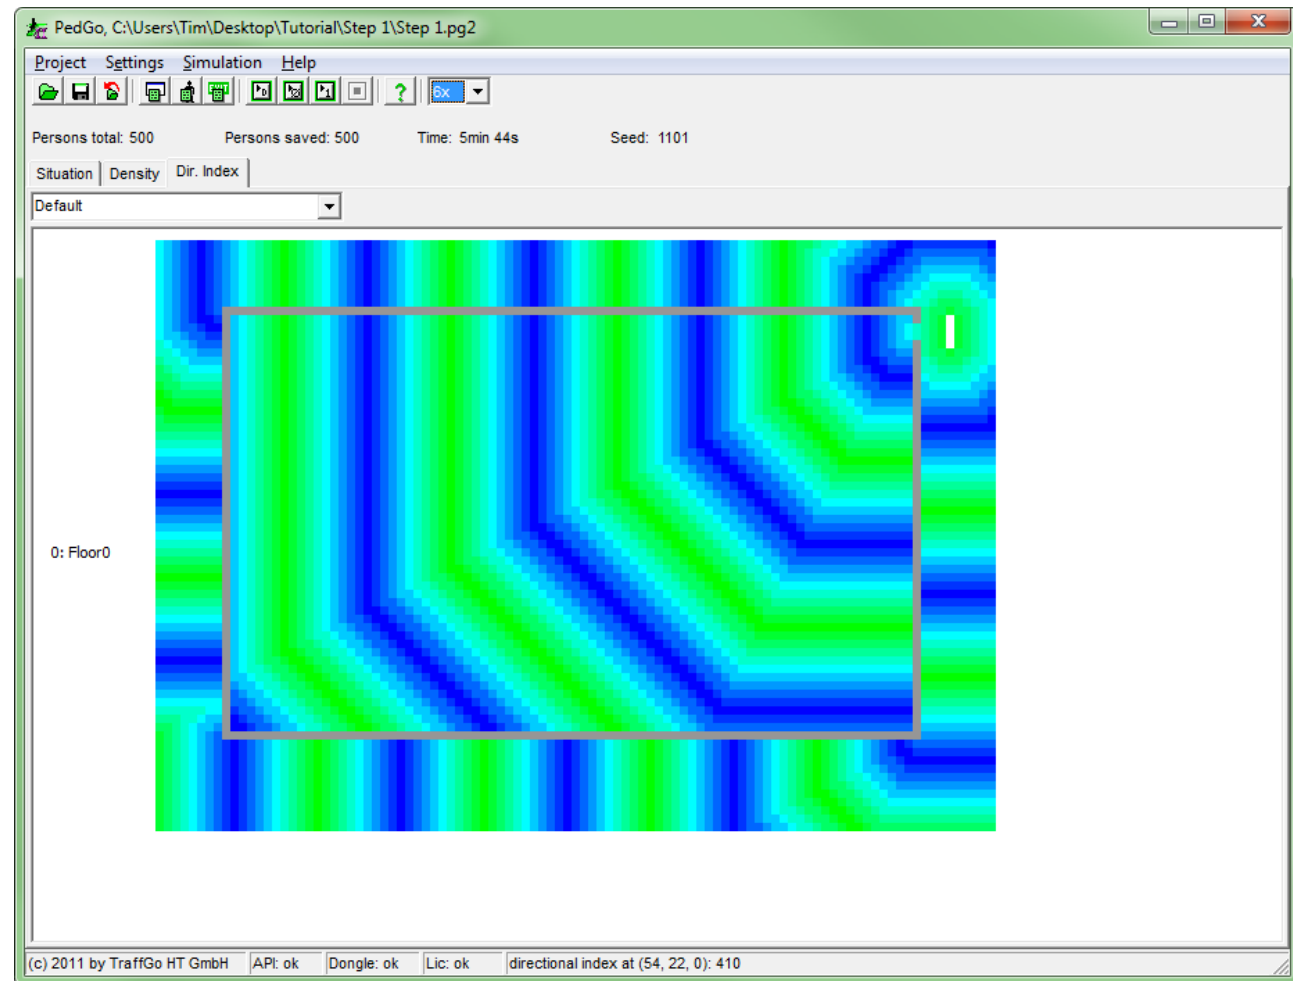 PedGo, C:\Users\Tim\Desktop\Tutorial\Step 1\Step 1.pg2
Project Settings Simulation Help
6x
Persons total: 500 Persons saved: 500 Time: 5min 44s Seed: 1101
Situation Density Dir. Index
Default
0: Floor0
(c) 2011 by TraffGo HT GmbH API: ok Dongle: ok Lic: ok directional index at (54, 22, 0): 410